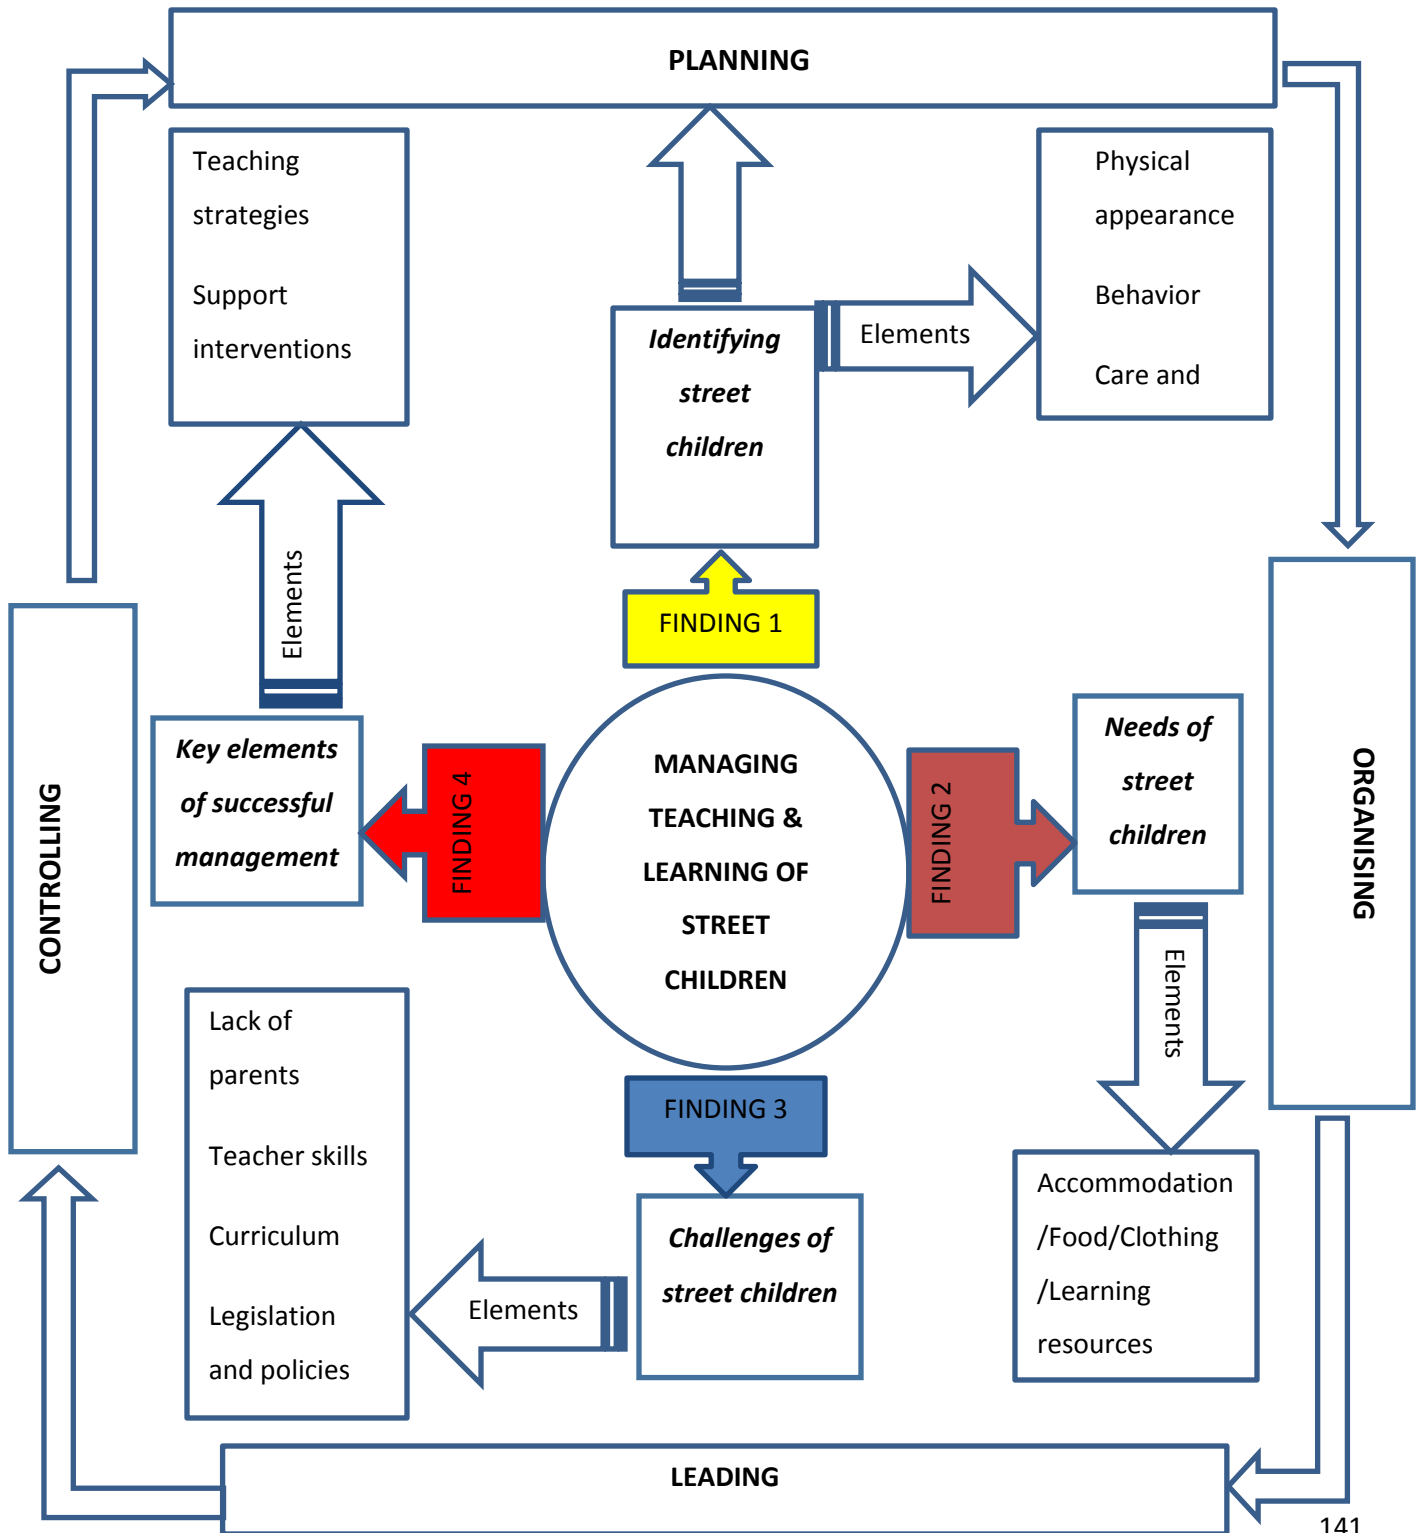 PLANNING
Teaching
strategies
Support
interventions
Physical
appearance
Behavior
Care and
Identifying
street
children
Elements
Elements
FINDING 1
CONTROLLING
Key elements
of successful
management
FINDING 4
MANAGING
TEACHING &
LEARNING OF
STREET
CHILDREN
FINDING 2
Needs of
street
children
ORGANISING
Elements
Lack of
parents
Teacher skills
Curriculum
Legislation
and policies
FINDING 3
Challenges of
street children
Elements
Accommodation
/Food/Clothing
/Learning
resources
LEADING
141